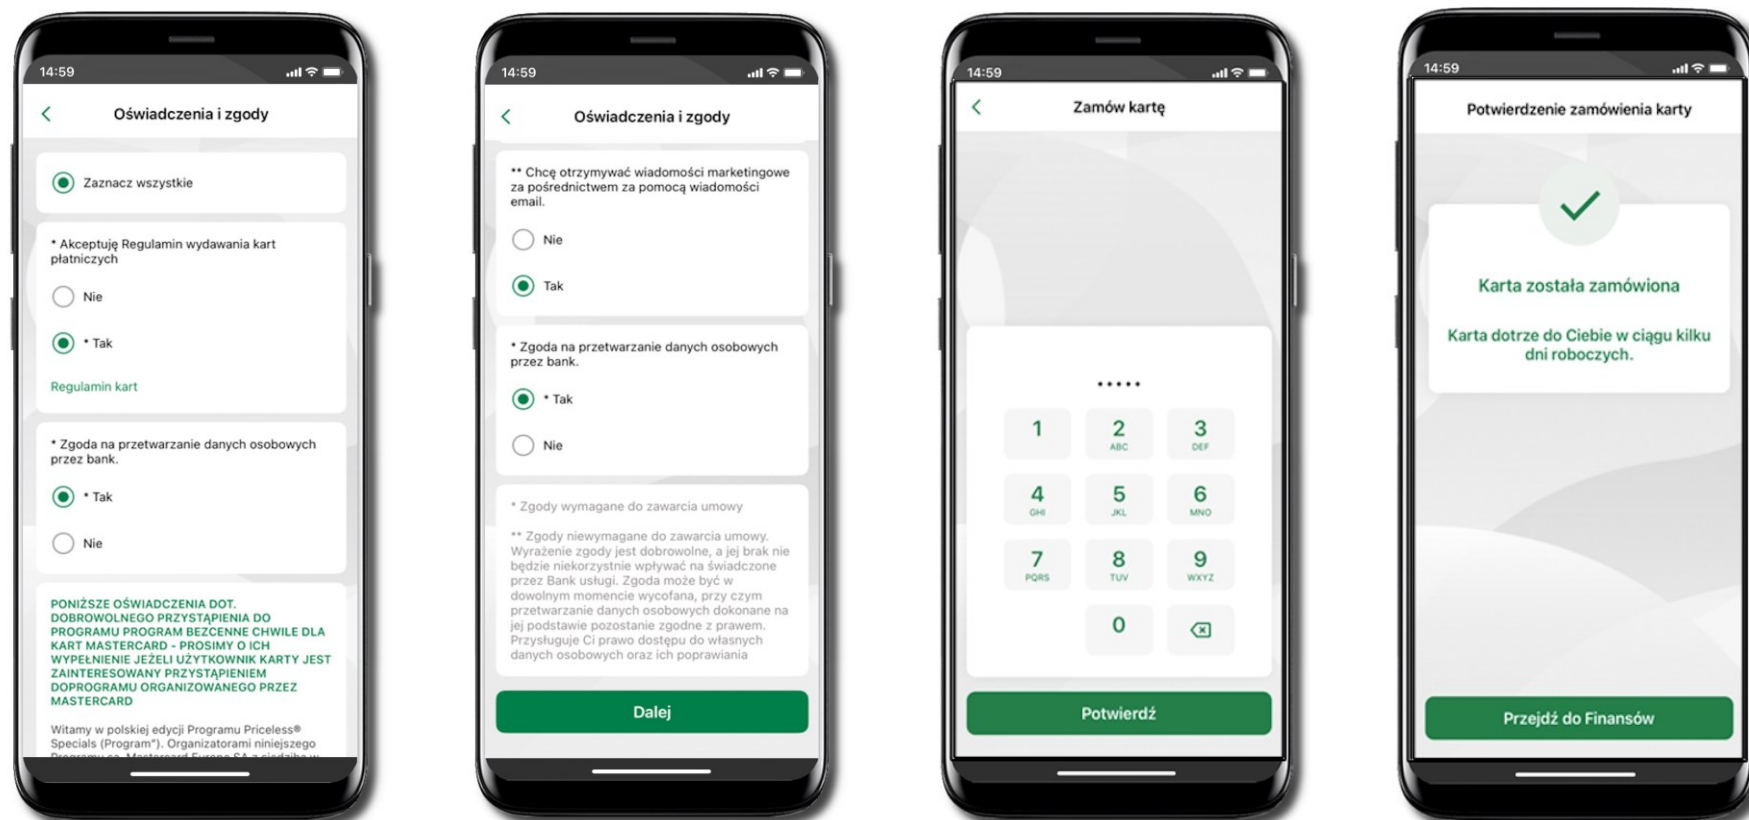 14:59
Oświadczenia i zgody
Zaznacz wszystkie
* Akceptuję Regulamin wydawania kart
płatniczych
Nie
* Tak
Regulamin kart
* Zgoda na przetwarzanie danych osobowych
przez bank.
* Tak
Nie
PONIŻSZE OŚWIADCZENIA DOT.
DOBROWOLNEGO PRZYSTĄPIENIA DO
PROGRAMU PROGRAM BEZCENNE CHWILE DLA
KART MASTERCARD - PROSIMY O ICH
WYPEŁNIENIE JEŻELI UŻYTKOWNIK KARTY JEST
ZAINTERESOWANY PRZYSTĄPIENIEM
DOPROGRAMU ORGANIZOWANEGO PRZEZ
MASTERCARD
Witamy w polskiej edycji Programu Priceless®
Specials (Program"). Organizatorami niniejszego
Programu są, Mastercard Europe SA z siedzibą w
14:59
Oświadczenia i zgody
** Chcę otrzymywać wiadomości marketingowe
za pośrednictwem za pomocą wiadomości
email.
Nie
Tak
* Zgoda na przetwarzanie danych osobowych
przez bank.
* Tak
Nie
* Zgody wymagane do zawarcia umowy
** Zgody niewymagane do zawarcia umowy.
Wyrażenie zgody jest dobrowolne, a jej brak nie
będzie niekorzystnie wpływać na świadczone
przez Bank usługi. Zgoda może być w
dowolnym momencie wycofana, przy czym
przetwarzanie danych osobowych dokonane na
jej podstawie pozostanie zgodne z prawem.
Przysługuje Ci prawo dostępu do własnych
danych osobowych oraz ich poprawiania
Dalej
14:59
Zamów kartę
•••••
1 2 3
ABC DEF
4 5 6
GHI JKL MNO
7 8 9
PQRS TUV WXYZ
0
Potwierdź
14:59
Potwierdzenie zamówienia karty
Karta została zamówiona
Karta dotrze do Ciebie w ciągu kilku
dni roboczych.
Przejdź do Finansów